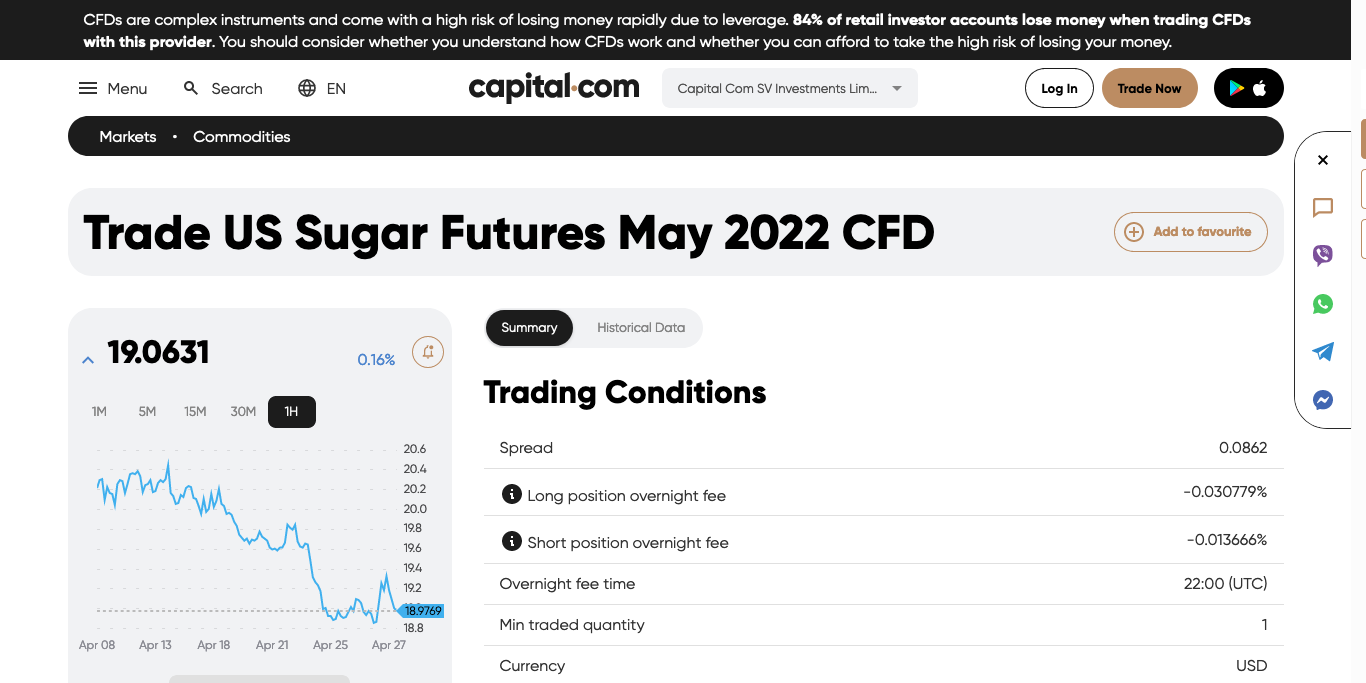 CFDs are complex instruments and come with a high risk of losing money rapidly due to leverage. 84% of retail investor accounts lose money when trading CFDs
with this provider. You should consider whether you understand how CFDs work and whether you can afford to take the high risk of losing your money.
Menu Search EN capital.com Capital Com SV Investments Lim... Log In Trade Now
Markets • Commodities
Trade US Sugar Futures May 2022 CFD
Add to favourite
19.0631
0.16%
1M 5M 15M 30M 1H
20.6
20.4
20.2
20.0
19.8
19.6
19.4
19.2
18.9769
18.8
Apr 08 Apr 13 Apr 18 Apr 21 Apr 25 Apr 27
Summary Historical Data
Trading Conditions
Spread 0.0862
Long position overnight fee -0.030779%
Short position overnight fee -0.013666%
Overnight fee time 22:00 (UTC)
Min traded quantity 1
Currency USD